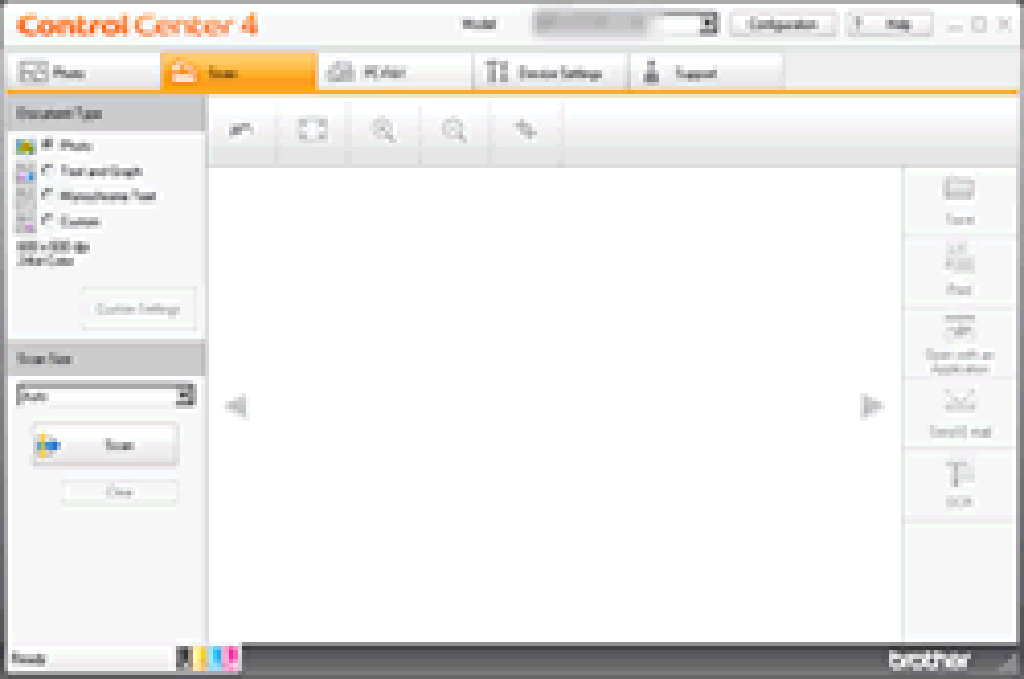 Control Center 4
Model
Configuration
? Help
Photo
Scan
PC-FAX
Device Settings
Support
Document Type
Photo
Text and Graph
Monochrome Text
Custom
Custom Settings
Scan Size
Auto
Scan
Clear
Save
Print
Open with an
Application
Send E-mail
OCR
Ready
brother